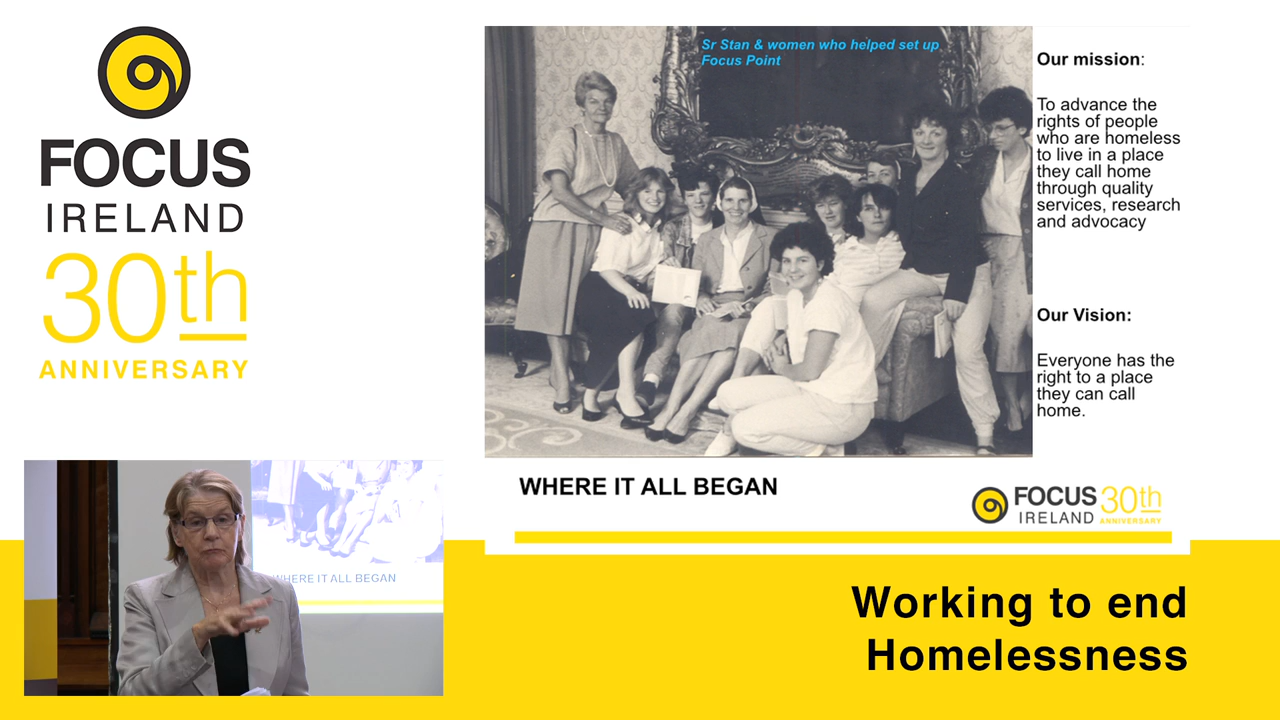 FOCUS
IRELAND
30th
ANNIVERSARY
Sr Stan & women who helped set up
Focus Point
Our mission:
To advance the
rights of people
who are homeless
to live in a place
they call home
through quality
services, research
and advocacy
Our Vision:
Everyone has the
right to a place
they can call
home.
WHERE IT ALL BEGAN
FOCUS
IRELAND
30th
ANNIVERSARY
WHERE IT ALL BEGAN
Working to end
Homelessness